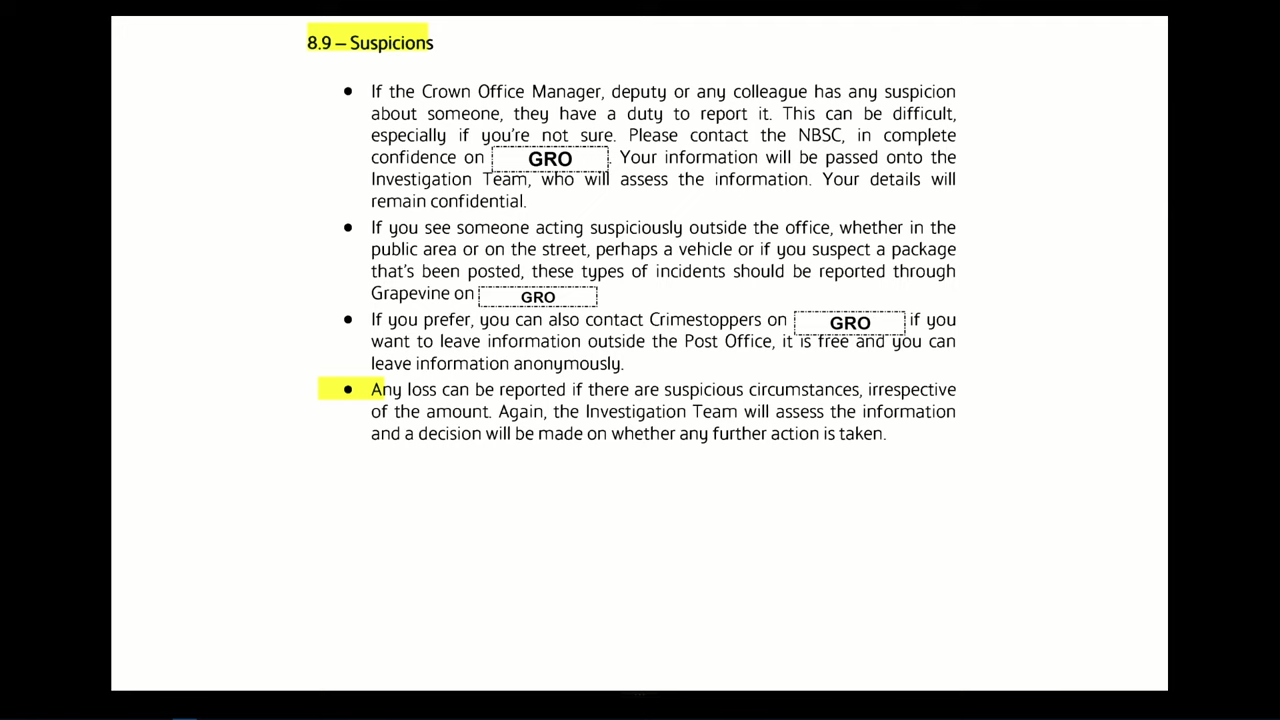 8.9 – Suspicions
• If the Crown Office Manager, deputy or any colleague has any suspicion
about someone, they have a duty to report it. This can be difficult,
especially if you're not sure. Please contact the NBSC, in complete
confidence on GRO. Your information will be passed onto the
Investigation Team, who will assess the information. Your details will
remain confidential.
• If you see someone acting suspiciously outside the office, whether in the
public area or on the street, perhaps a vehicle or if you suspect a package
that's been posted, these types of incidents should be reported through
Grapevine on GRO
• If you prefer, you can also contact Crimestoppers on GRO if you
want to leave information outside the Post Office, it is free and you can
leave information anonymously.
• Any loss can be reported if there are suspicious circumstances, irrespective
of the amount. Again, the Investigation Team will assess the information
and a decision will be made on whether any further action is taken.